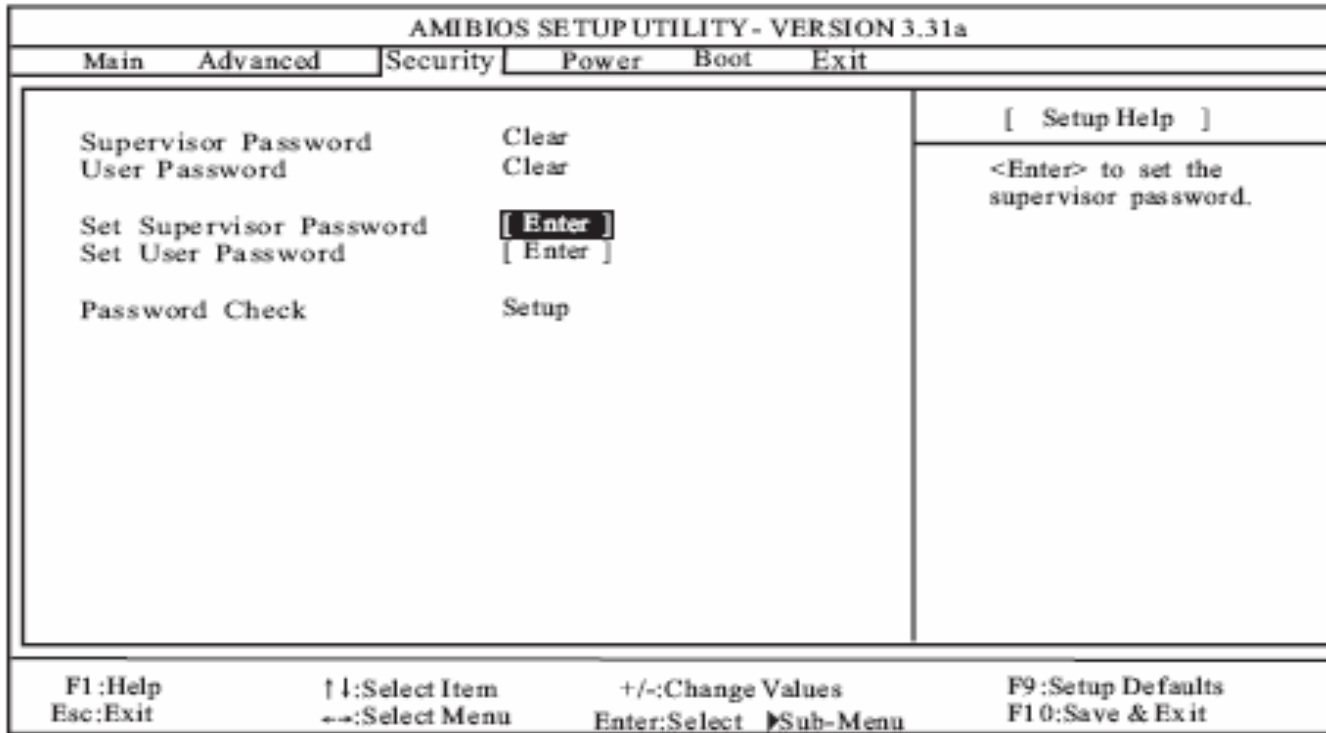 AMIBIOS SETUP UTILITY - VERSION 3.31a
Main Advanced Security Power Boot Exit
Supervisor Password Clear
User Password Clear
Set Supervisor Password [ Enter ]
Set User Password [ Enter ]
Password Check Setup
[ Setup Help ]
<Enter> to set the
supervisor password.
F1:Help ↑↓:Select Item +/-:Change Values F9:Setup Defaults
Esc:Exit ←→:Select Menu Enter:Select ▶Sub-Menu F10:Save & Exit